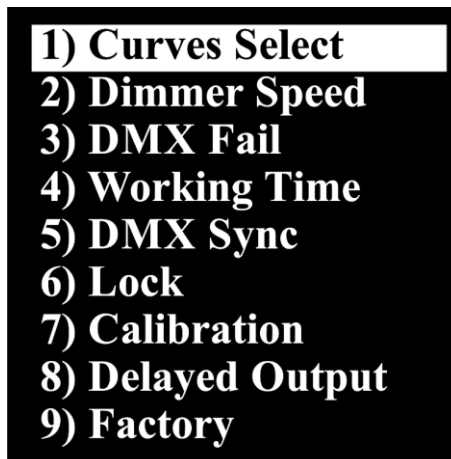 1) Curves Select
2) Dimmer Speed
3) DMX Fail
4) Working Time
5) DMX Sync
6) Lock
7) Calibration
8) Delayed Output
9) Factory